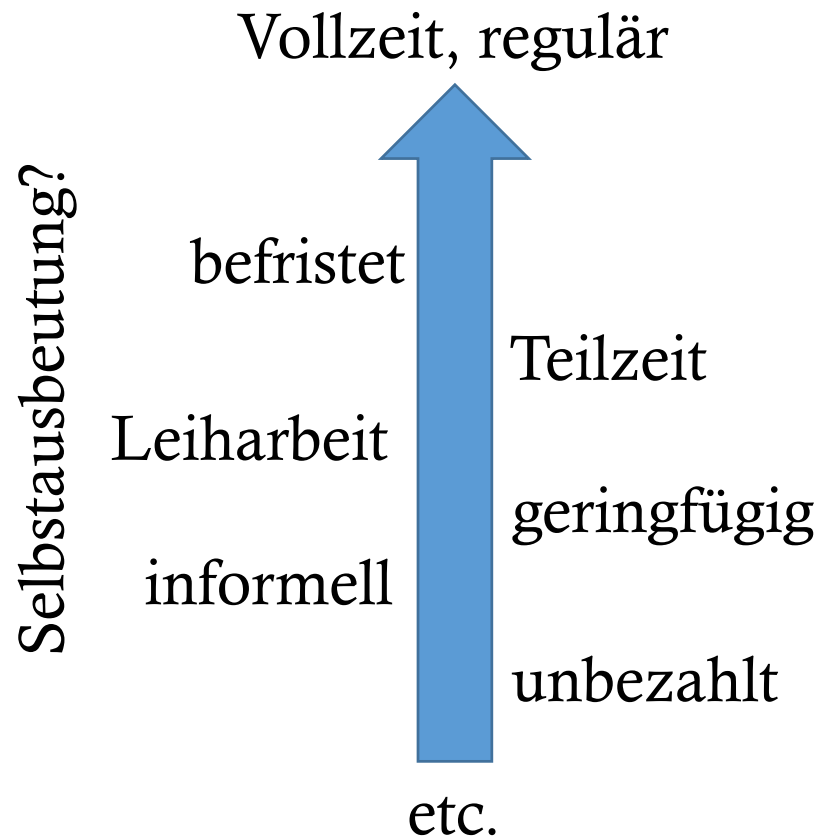 Vollzeit, regulär
Selbstausbeutung?
befristet
Teilzeit
Leiharbeit
geringfügig
informell
unbezahlt
etc.